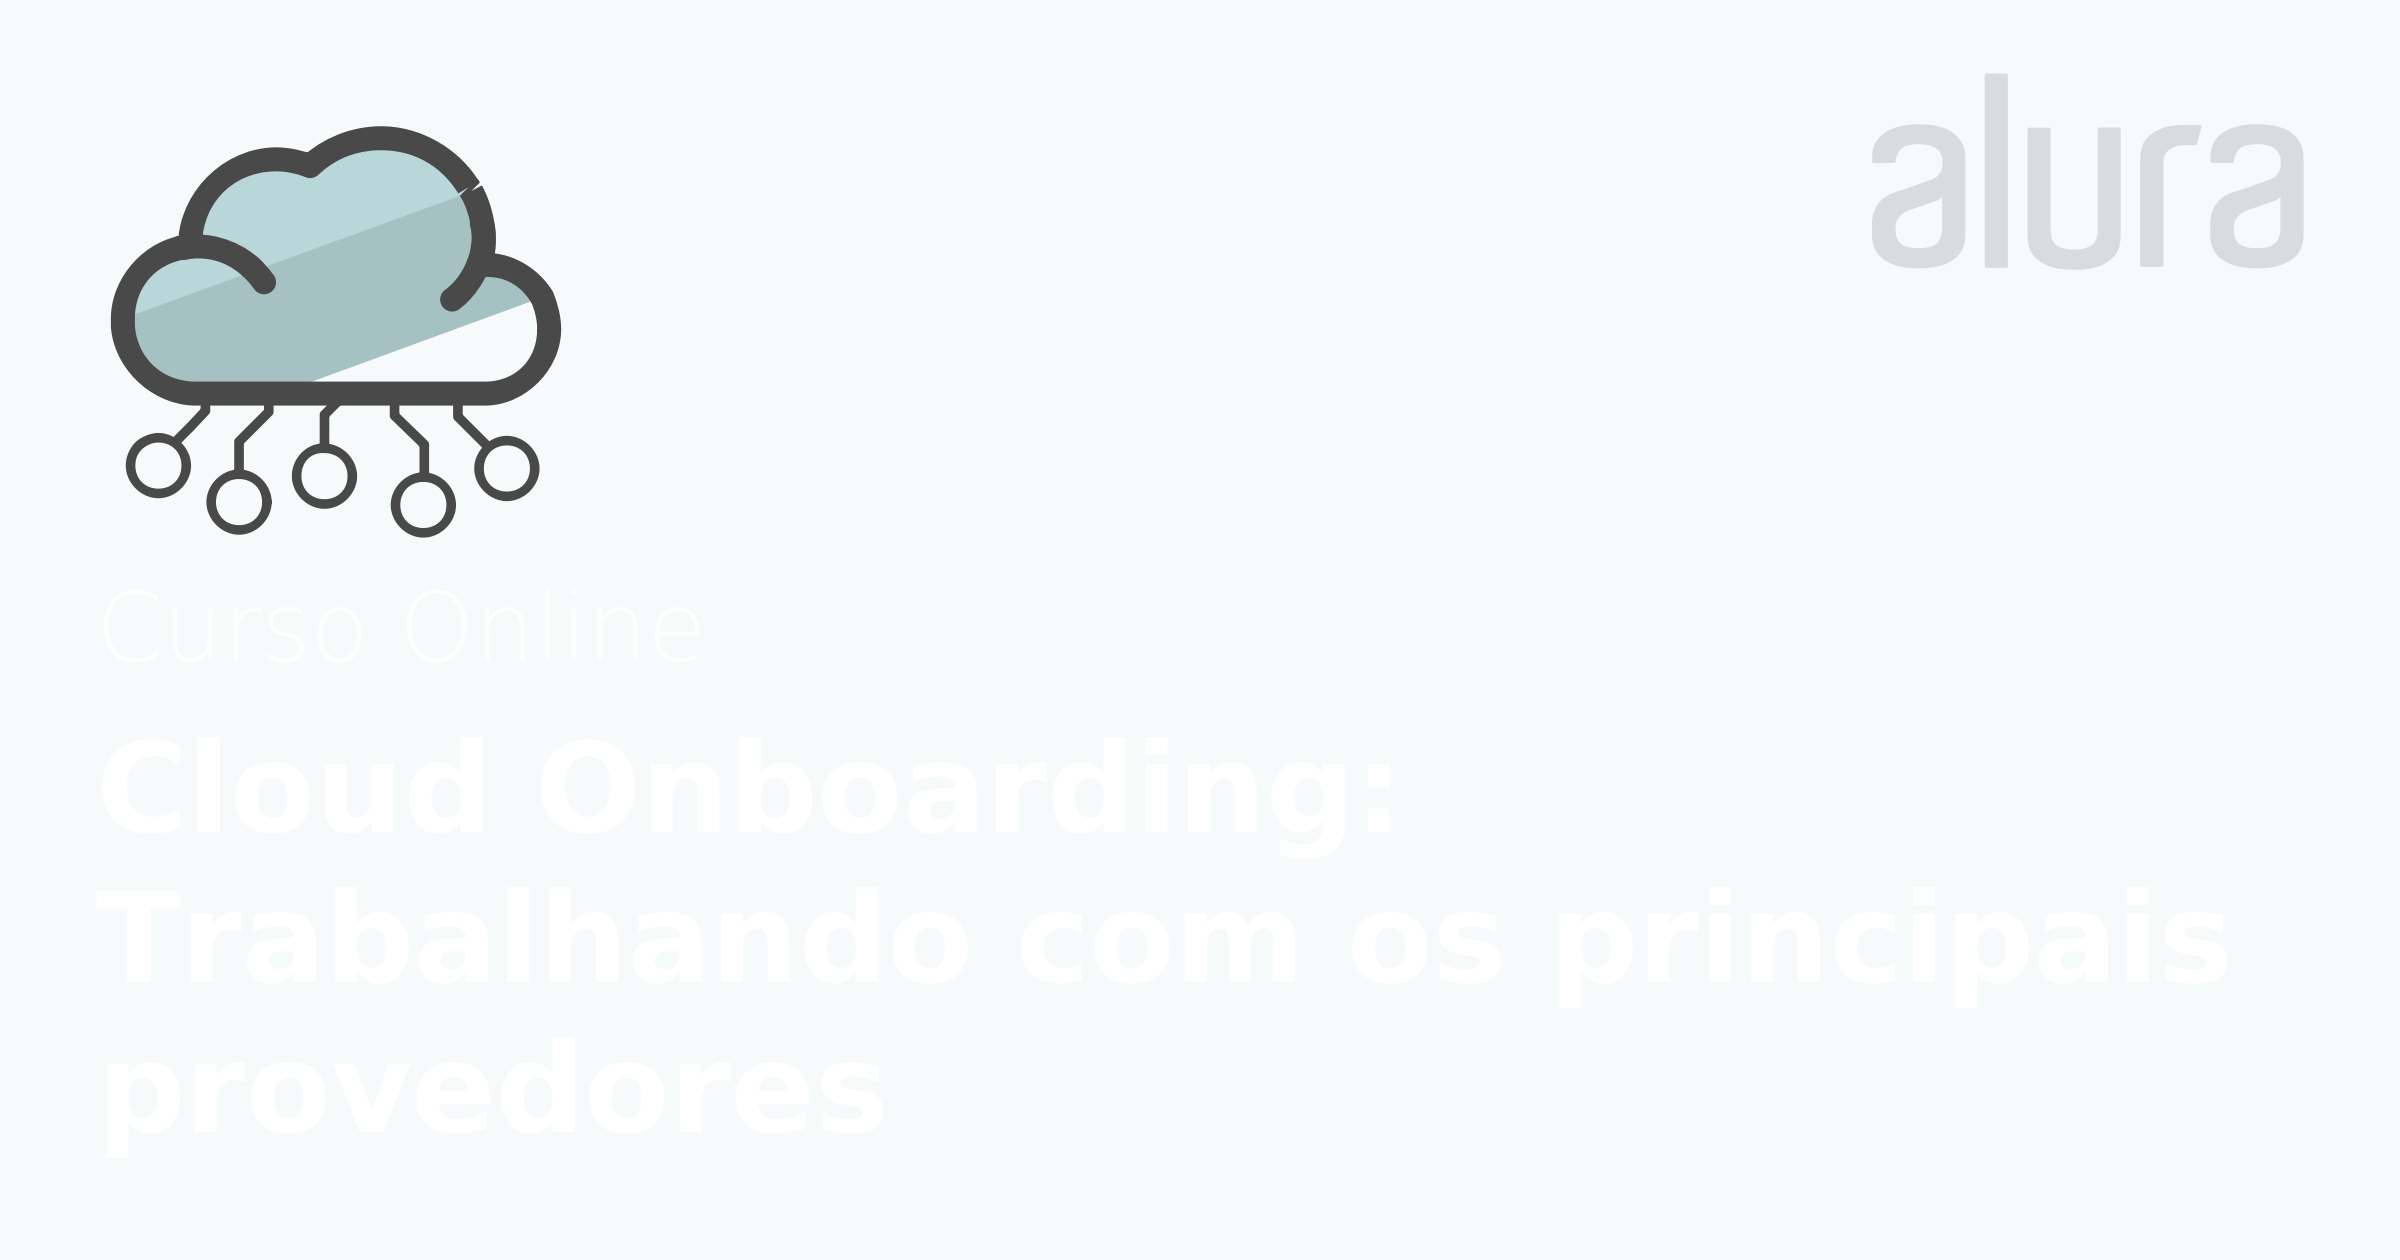 alura
Curso Online
Cloud Onboarding:
Trabalhando com os principais
provedores